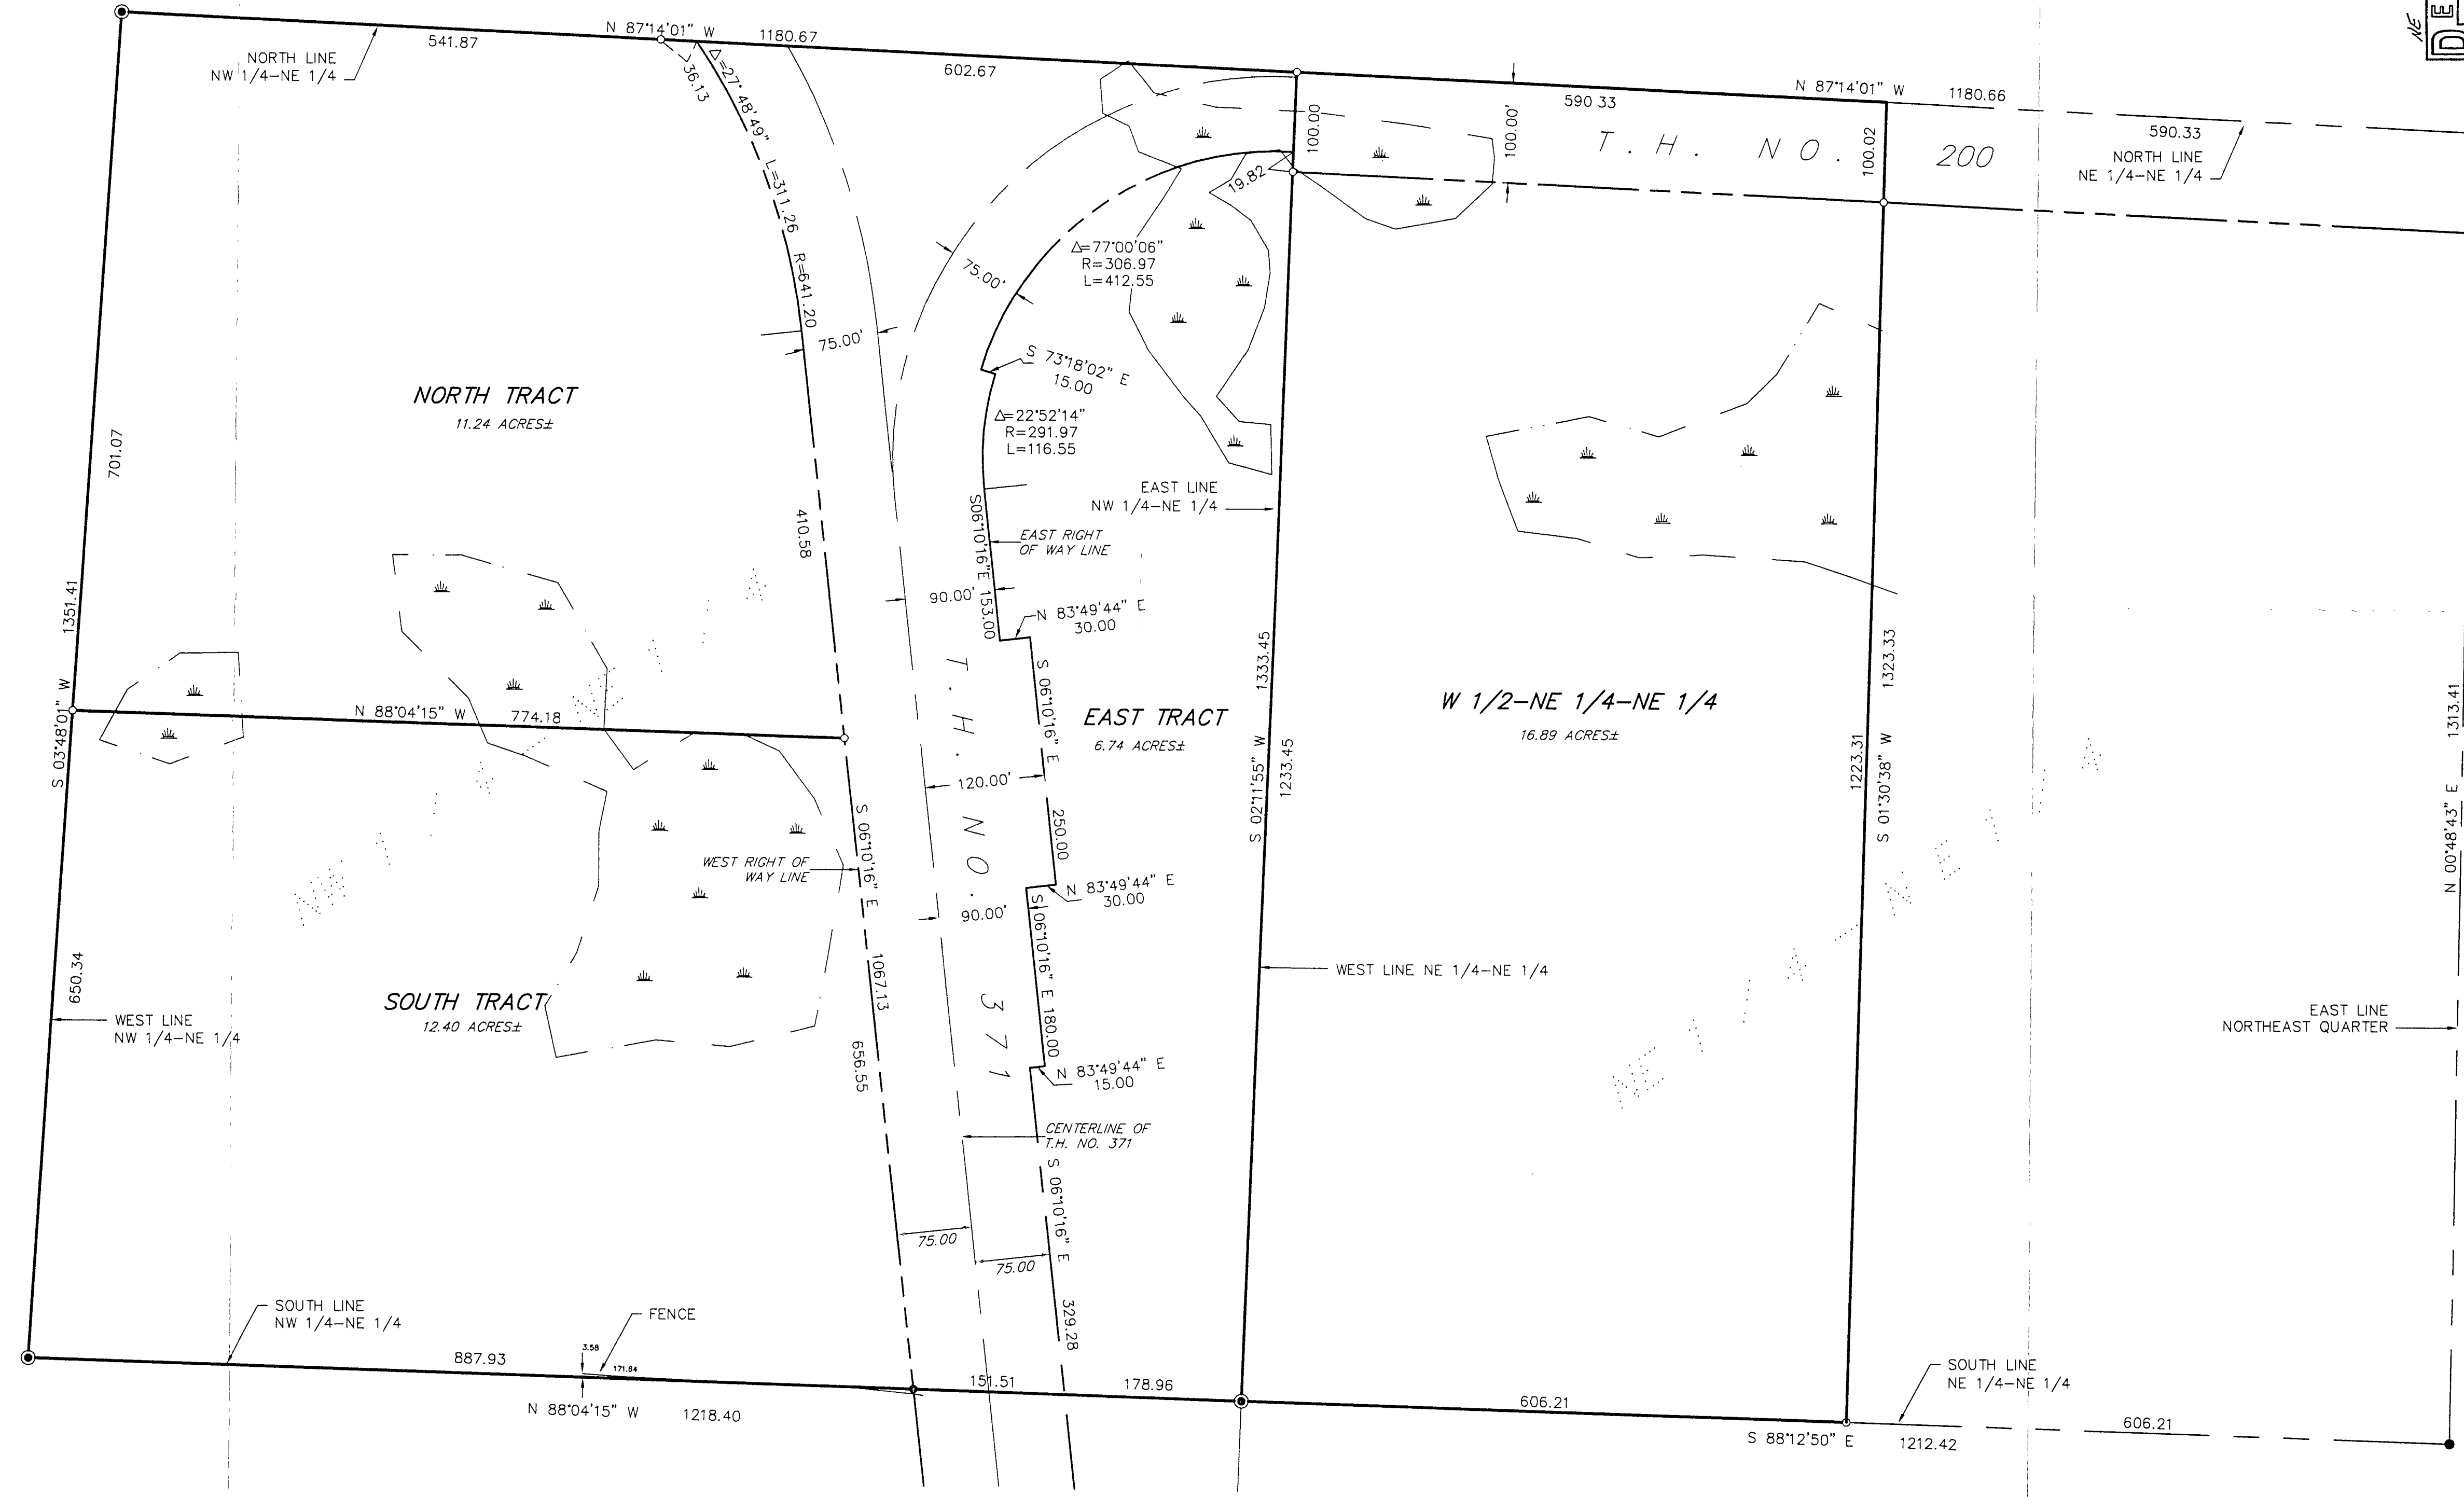 N 87°14'01" W
1180.67
541.87
NORTH LINE
NW 1/4-NE 1/4
36.13
602.67
Δ=27°48'49" L=311.26 R=641.20
N 87°14'01" W
1180.66
590.33
590 33
100.00
100.00'
100.02
T. H. NO. 200
NORTH LINE
NE 1/4-NE 1/4
NE
DE
19.82
Δ=77°00'06"
R=306.97
L=412.55
75.00'
75.00'
S 73°18'02" E
15.00
Δ=22°52'14"
R=291.97
L=116.55
NORTH TRACT
11.24 ACRES±
701.07
1351.41
S 03°48'01" W
410.58
S06°10'16"E 153.00
EAST RIGHT
OF WAY LINE
EAST LINE
NW 1/4-NE 1/4
90.00'
N 83°49'44" E
30.00
T. H. NO. 371
S 06°10'16" E
250.00
EAST TRACT
6.74 ACRES±
120.00'
1333.45
S 02°11'55" W
1233.45
W 1/2-NE 1/4-NE 1/4
16.89 ACRES±
1323.33
1223.31
S 01°30'38" W
1313.41
N 00°48'43" E
N 88°04'15" W
774.18
NW 1/4
NE 1/4
S 06°10'16" E
1067.13
WEST RIGHT OF
WAY LINE
N 83°49'44" E
30.00
90.00'
S 06°10'16" E 180.00
WEST LINE NE 1/4-NE 1/4
650.34
SOUTH TRACT
12.40 ACRES±
WEST LINE
NW 1/4-NE 1/4
656.55
N 83°49'44" E
15.00
EAST LINE
NORTHEAST QUARTER
CENTERLINE OF
T.H. NO. 371
S 06°10'16" E
329.28
75.00
75.00
SOUTH LINE
NW 1/4-NE 1/4
FENCE
3.58
171.64
887.93
151.51
178.96
N 88°04'15" W
1218.40
606.21
S 88°12'50" E
1212.42
SOUTH LINE
NE 1/4-NE 1/4
606.21